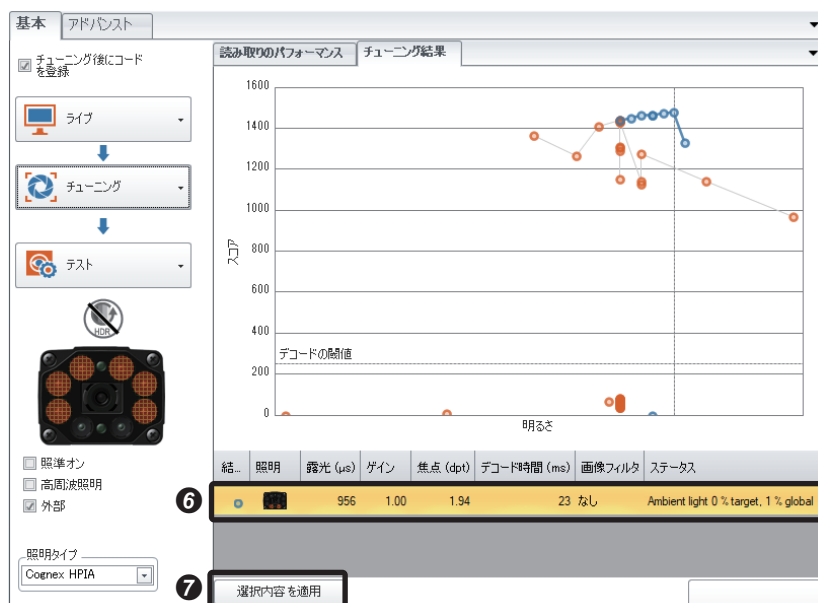 基本 アドバンスト
チューニング後にコード
を登録
ライブ
チューニング
テスト
HDR
照準オン
高周波照明
外部
照明タイプ
Cognex HPIA
読み取りのパフォーマンス チューニング結果
1600
1400
1200
1000
800
600
400
200
0
スコア
デコードの閾値
明るさ
結... 照明 露光 (μs) ゲイン 焦点 (dpt) デコード時間 (ms) 画像フィルタ ステータス
6 956 1.00 1.94 23 なし Ambient light 0 % target, 1 % global
7 選択内容を適用